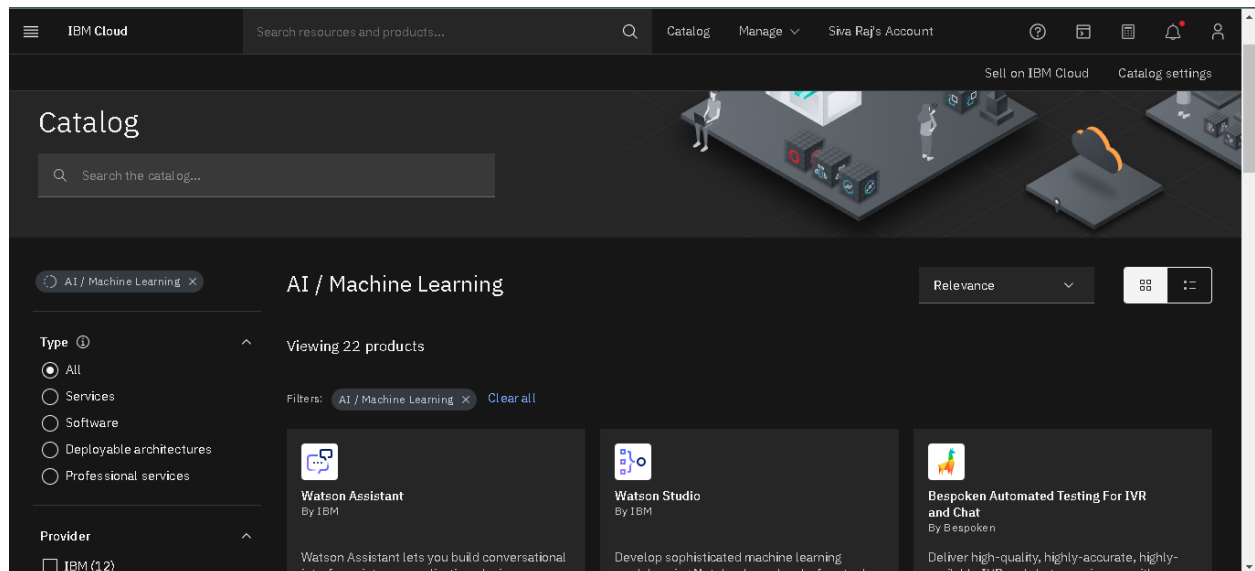 IBM Cloud
Search resources and products...
Catalog
Manage
Siva Raj's Account
Sell on IBM Cloud
Catalog settings
Catalog
Search the catalog...
AI / Machine Learning
Type
All
Services
Software
Deployable architectures
Professional services
Provider
IBM (12)
AI / Machine Learning
Relevance
Viewing 22 products
Filters: AI / Machine Learning Clear all
Watson Assistant
By IBM
Watson Assistant lets you build conversational
Watson Studio
By IBM
Develop sophisticated machine learning
Bespoken Automated Testing For IVR
and Chat
By Bespoken
Deliver high-quality, highly-accurate, highly-